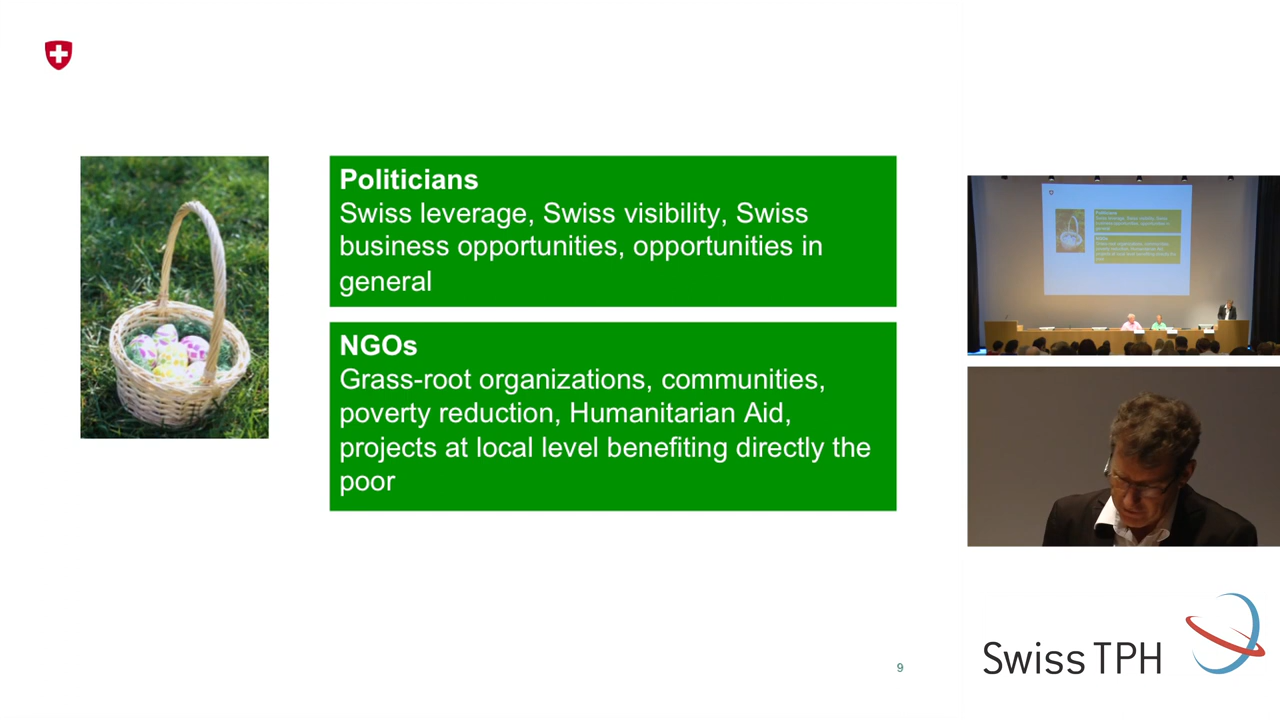 Politicians
Swiss leverage, Swiss visibility, Swiss
business opportunities, opportunities in
general
NGOs
Grass-root organizations, communities,
poverty reduction, Humanitarian Aid,
projects at local level benefiting directly the
poor
9
Swiss TPH